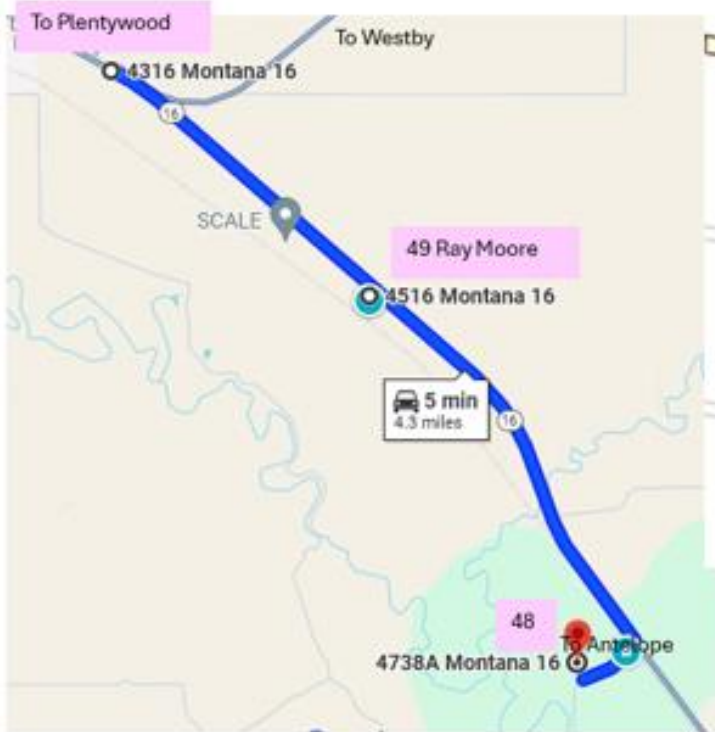 To Plentywood
To Westby
4316 Montana 16
16
SCALE
49 Ray Moore
4516 Montana 16
5 min
4.3 miles
16
48
To Antelope
4738A Montana 16